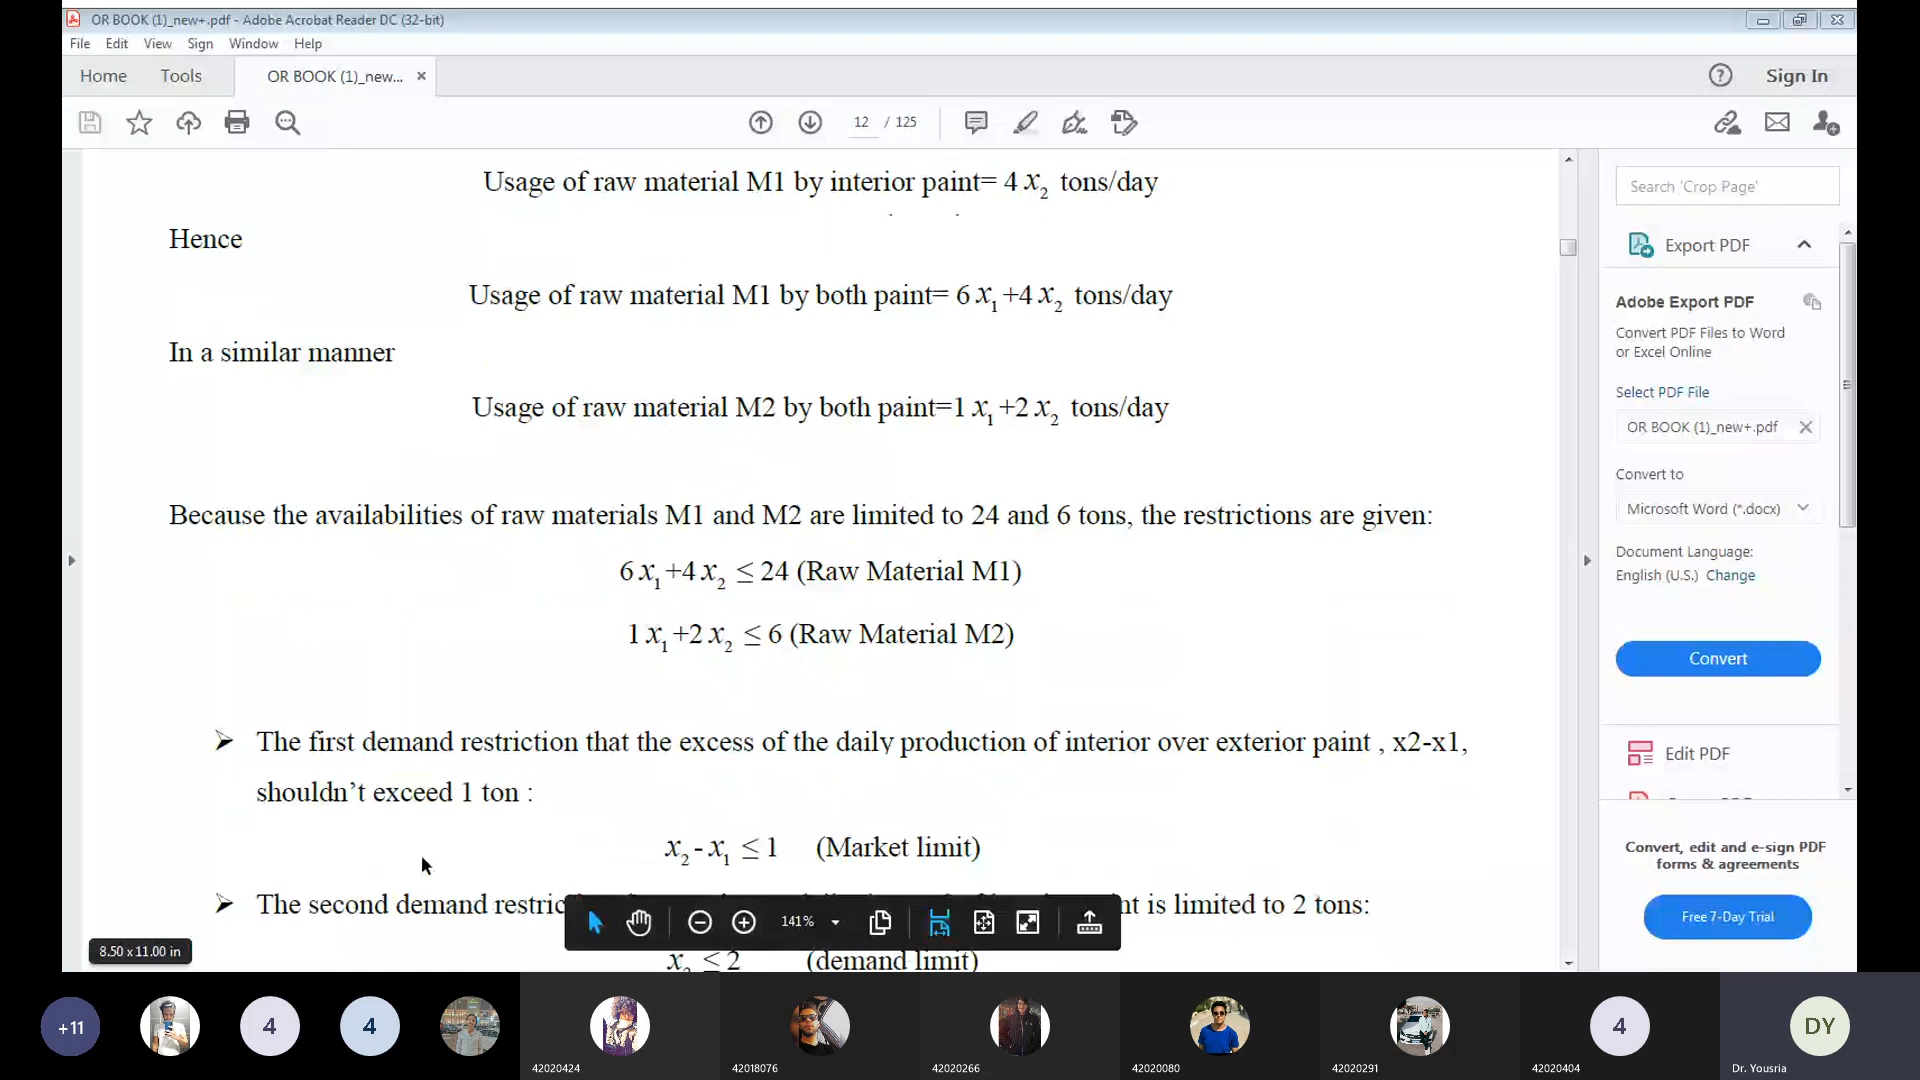 OR BOOK (1)_new+.pdf - Adobe Acrobat Reader DC (32-bit)
File Edit View Sign Window Help
Home Tools OR BOOK (1)_new... × Sign In
12 / 125
Usage of raw material M1 by interior paint= 4 x2 tons/day
Hence
Usage of raw material M1 by both paint= 6 x1 +4 x2 tons/day
In a similar manner
Usage of raw material M2 by both paint=1 x1 +2 x2 tons/day
Because the availabilities of raw materials M1 and M2 are limited to 24 and 6 tons, the restrictions are given:
6 x1 +4 x2 ≤ 24 (Raw Material M1)
1 x1 +2 x2 ≤ 6 (Raw Material M2)
➢ The first demand restriction that the excess of the daily production of interior over exterior paint , x2-x1,
shouldn’t exceed 1 ton :
x2 - x1 ≤ 1 (Market limit)
➢ The second demand is limited to 2 tons:
x2 ≤ 2 (demand limit)
141%
8.50 x 11.00 in
Search 'Crop Page'
Export PDF
Adobe Export PDF
Convert PDF Files to Word
or Excel Online
Select PDF File
OR BOOK (1)_new+.pdf
Convert to
Microsoft Word (*.docx)
Document Language:
English (U.S.) Change
Convert
Edit PDF
Convert, edit and e-sign PDF
forms & agreements
Free 7-Day Trial
+11 4 4 4 DY
42020424 42018076 42020266 42020080 42020291 42020404 Dr. Yousria